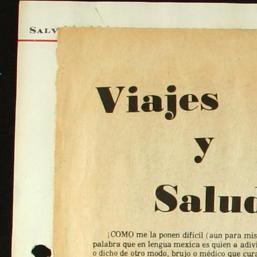 SALV
Viajes
y
Salud
¡COMO me la ponen difícil (aun para mis
palabra que en lengua mexica es quien a adivi
o dicho de otro modo, brujo o médico que cura